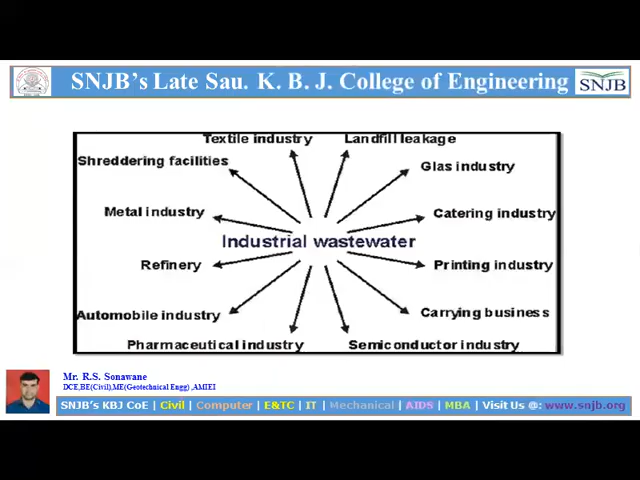 SNJB's Late Sau. K. B. J. College of Engineering
SNJB
Textile industry
Landfill leakage
Shreddering facilities
Glas industry
Metal industry
Catering industry
Industrial wastewater
Refinery
Printing industry
Automobile industry
Carrying business
Pharmaceutical industry
Semiconductor industry
Mr. R.S. Sonawane
DCE,BE(Civil),ME(Geotechnical Engg) ,AMIEI
SNJB's KBJ CoE | Civil | Computer | E&TC | IT | Mechanical | AIDS | MBA | Visit Us @: www.snjb.org